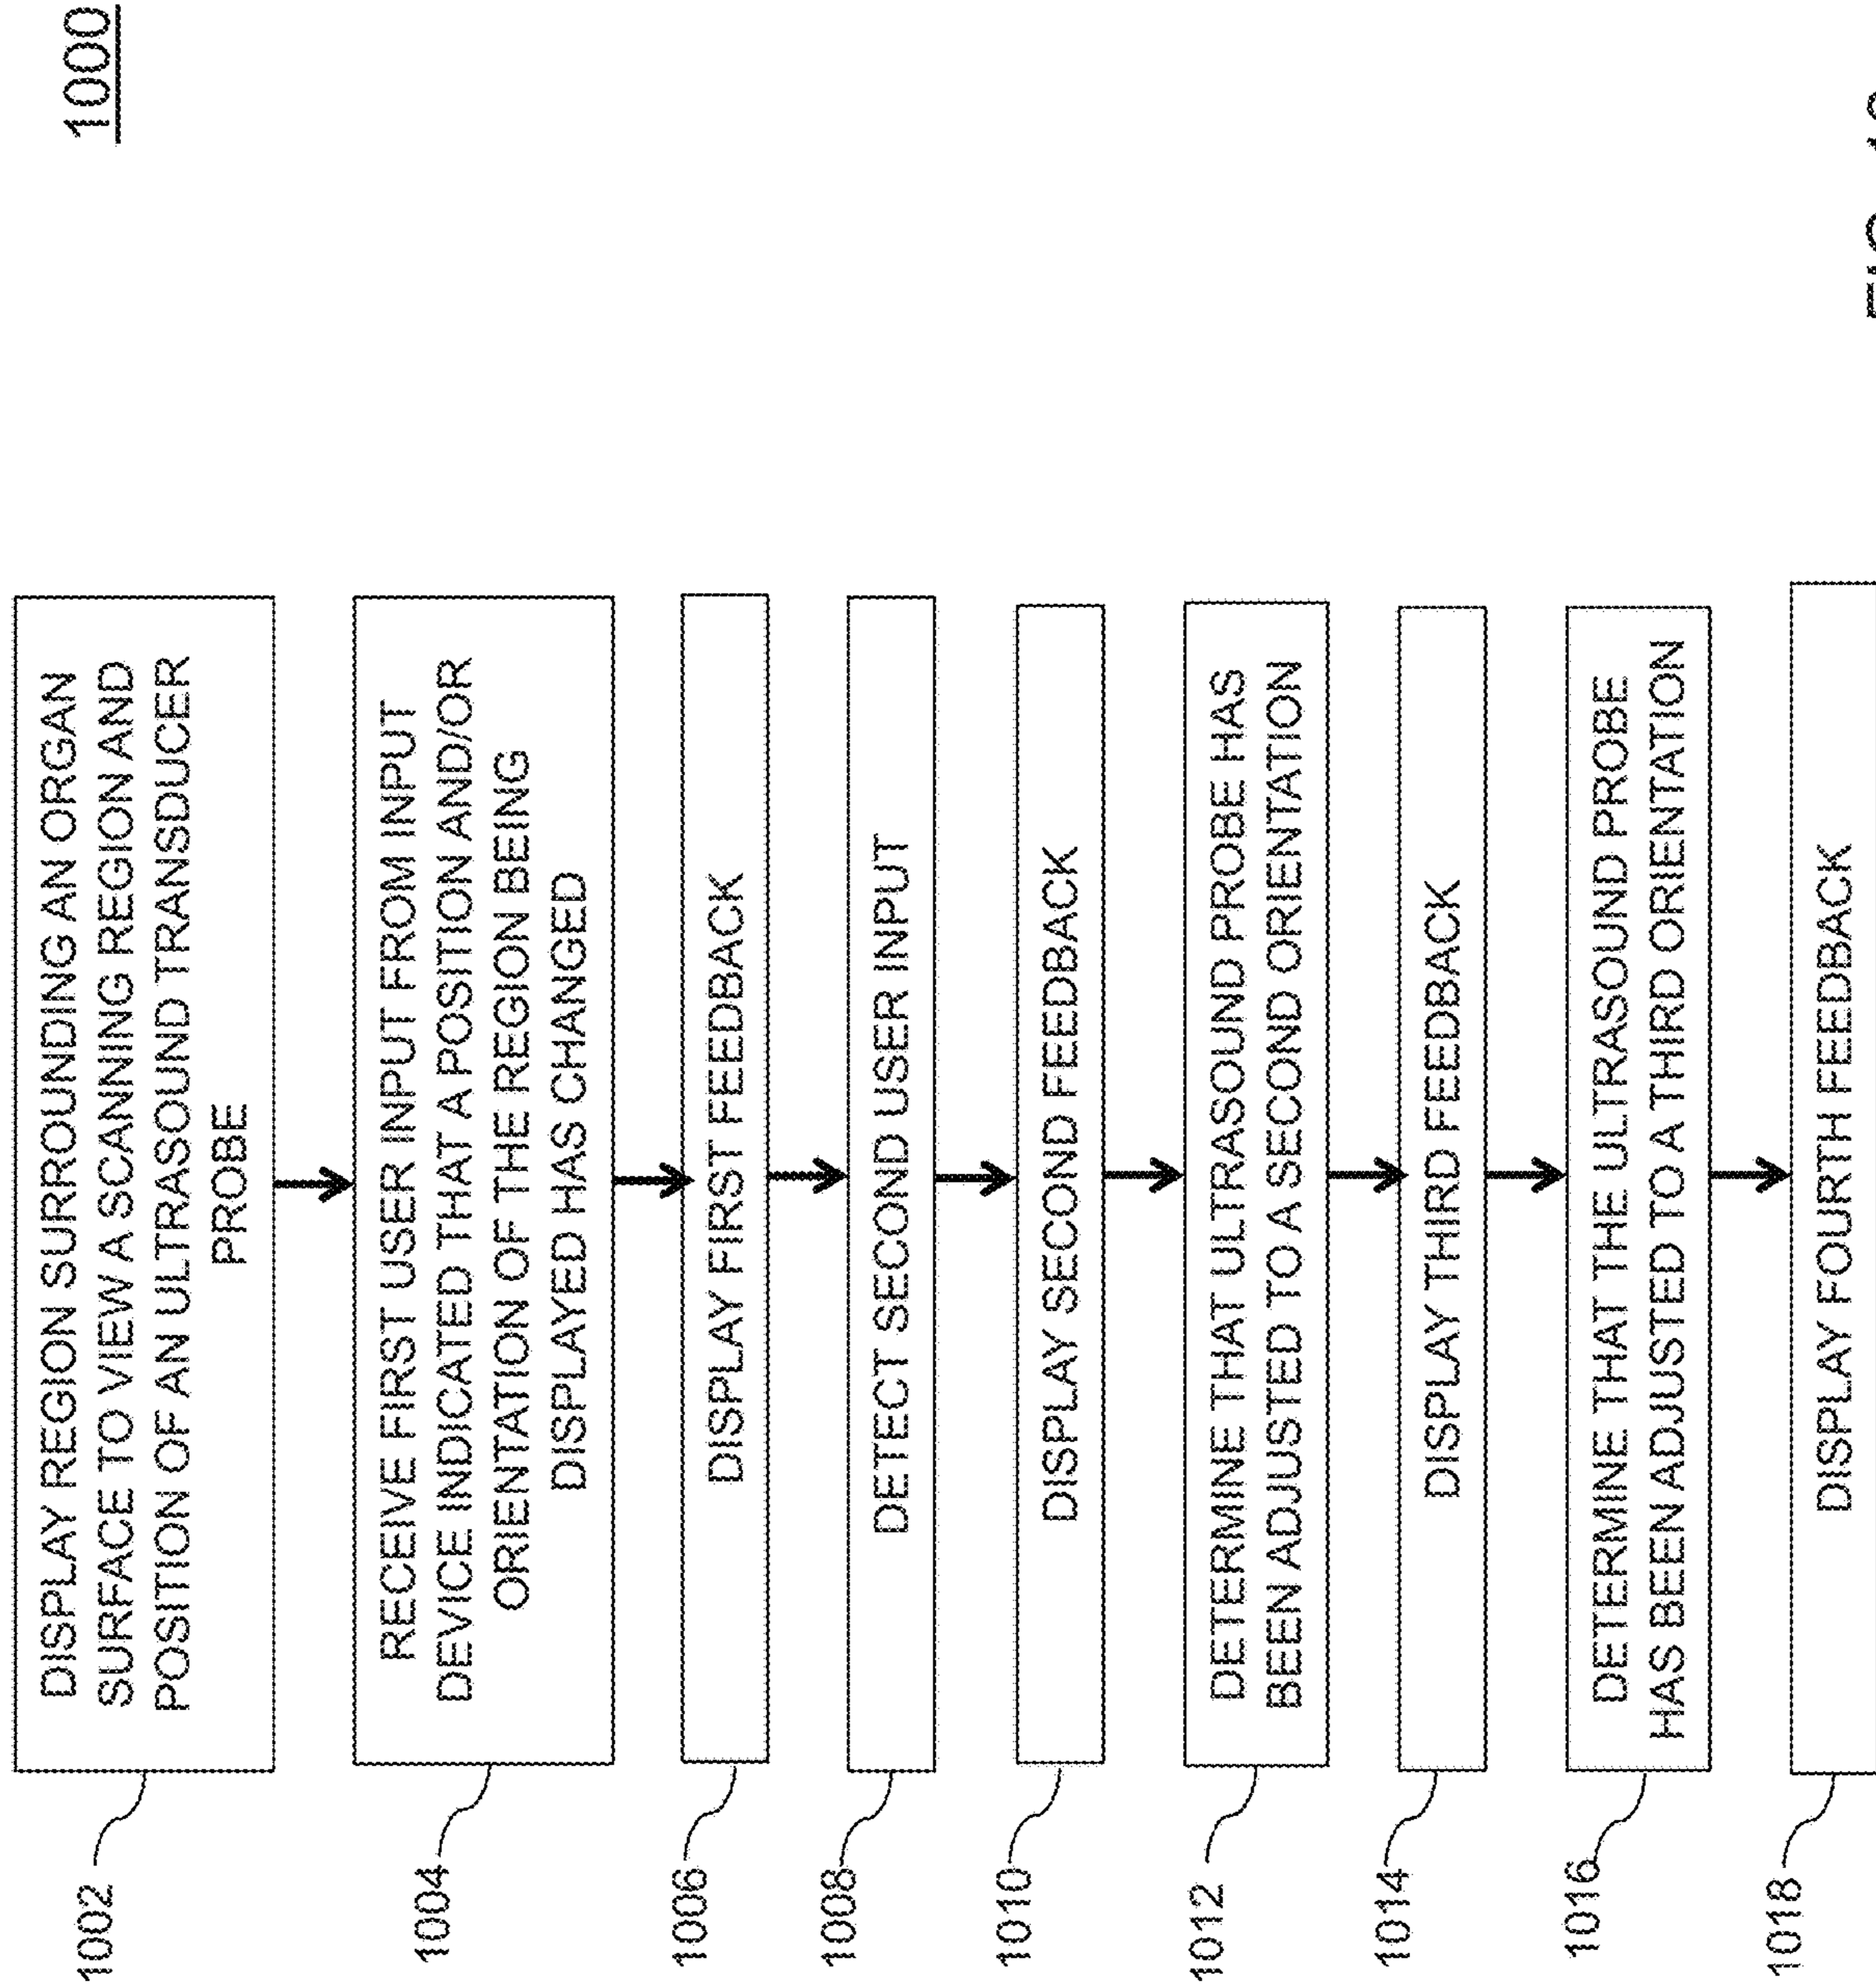 1000
1002
DISPLAY REGION SURROUNDING AN ORGAN
SURFACE TO VIEW A SCANNING REGION AND
POSITION OF AN ULTRASOUND TRANSDUCER
PROBE
1004
RECEIVE FIRST USER INPUT FROM INPUT
DEVICE INDICATED THAT A POSITION AND/OR
ORIENTATION OF THE REGION BEING
DISPLAYED HAS CHANGED
1006
DISPLAY FIRST FEEDBACK
1008
DETECT SECOND USER INPUT
1010
DISPLAY SECOND FEEDBACK
1012
DETERMINE THAT ULTRASOUND PROBE HAS
BEEN ADJUSTED TO A SECOND ORIENTATION
1014
DISPLAY THIRD FEEDBACK
1016
DETERMINE THAT THE ULTRASOUND PROBE
HAS BEEN ADJUSTED TO A THIRD ORIENTATION
1018
DISPLAY FOURTH FEEDBACK